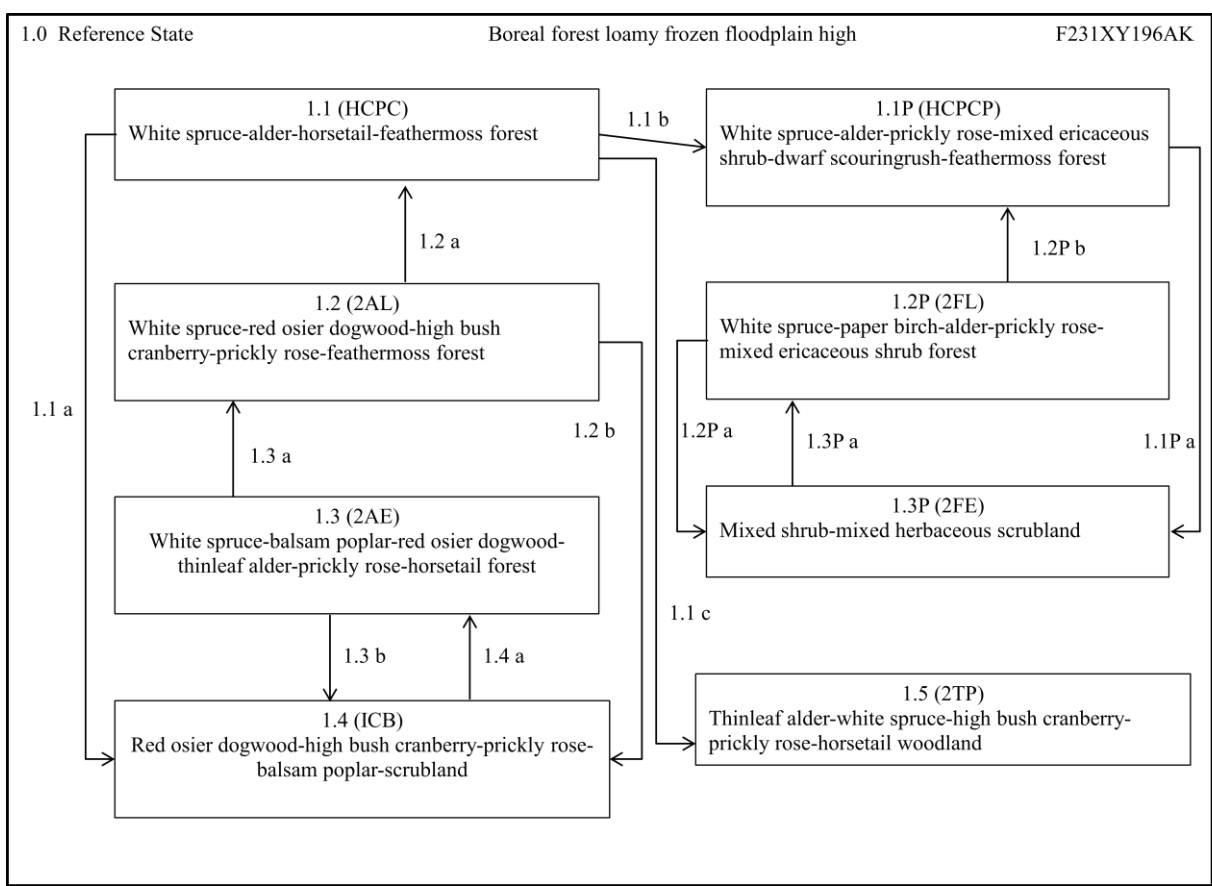 1.0 Reference State
Boreal forest loamy frozen floodplain high
F231XY196AK
1.1 (HCPC)
White spruce-alder-horsetail-feathermoss forest
1.1 b
1.1P (HCPCP)
White spruce-alder-prickly rose-mixed ericaceous
shrub-dwarf scouringrush-feathermoss forest
1.2 a
1.2P b
1.2 (2AL)
White spruce-red osier dogwood-high bush
cranberry-prickly rose-feathermoss forest
1.2P (2FL)
White spruce-paper birch-alder-prickly rose-
mixed ericaceous shrub forest
1.1 a
1.3 a
1.2 b
1.2P a
1.3P a
1.1P a
1.3 (2AE)
White spruce-balsam poplar-red osier dogwood-
thinleaf alder-prickly rose-horsetail forest
1.3P (2FE)
Mixed shrub-mixed herbaceous scrubland
1.3 b
1.4 a
1.1 c
1.4 (ICB)
Red osier dogwood-high bush cranberry-prickly rose-
balsam poplar-scrubland
1.5 (2TP)
Thinleaf alder-white spruce-high bush cranberry-
prickly rose-horsetail woodland